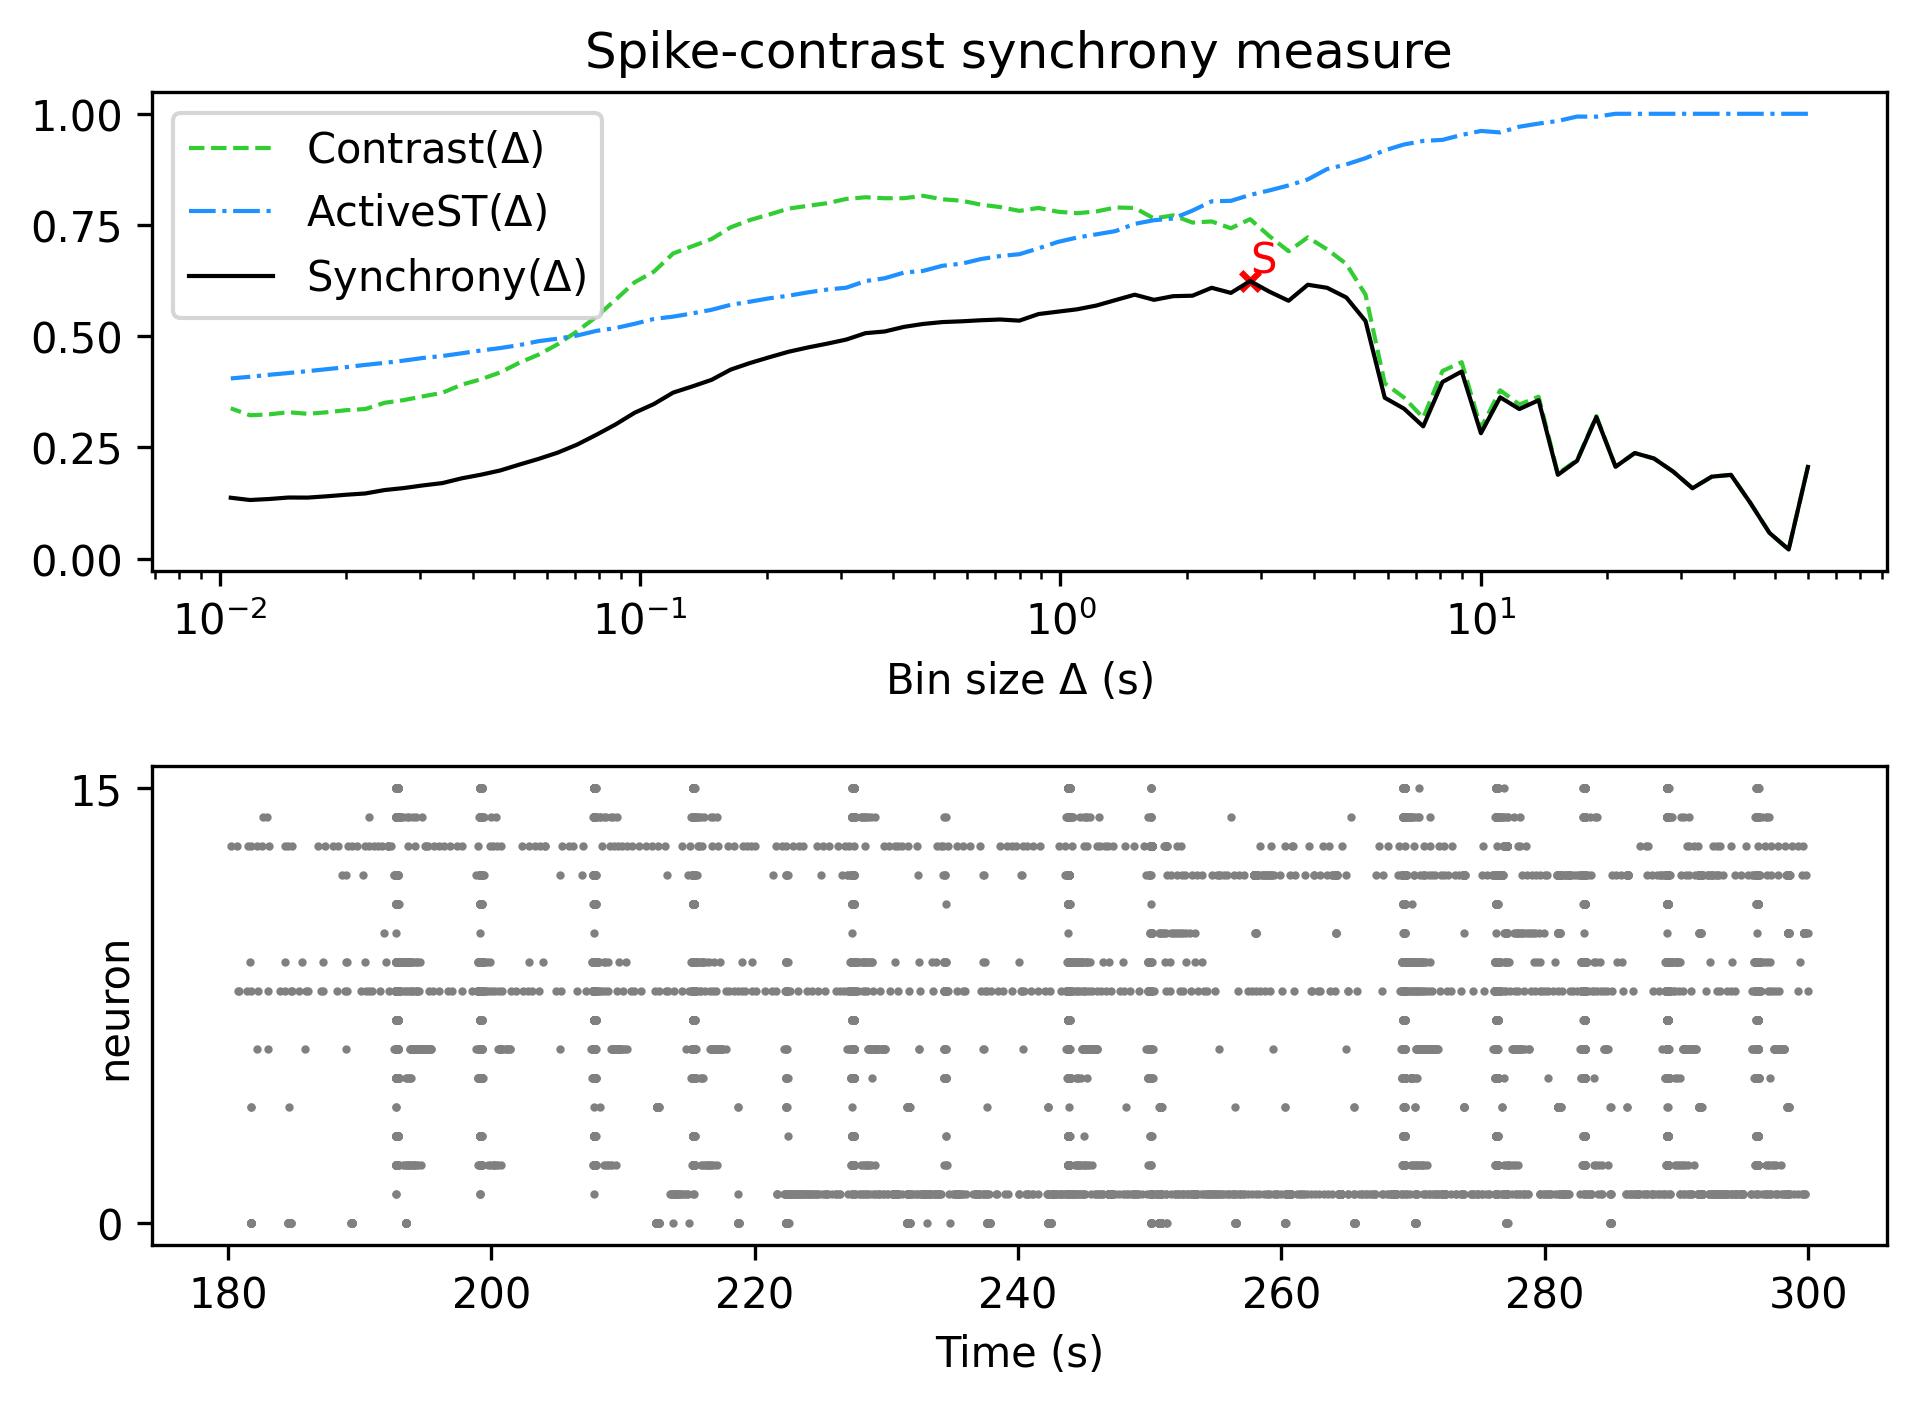 Spike-contrast synchrony measure
1.00
0.75
0.50
0.25
0.00
Contrast(Δ)
ActiveST(Δ)
Synchrony(Δ)
S
10⁻² 10⁻¹ 10⁰ 10¹
Bin size Δ (s)
15
0
neuron
180 200 220 240 260 280 300
Time (s)